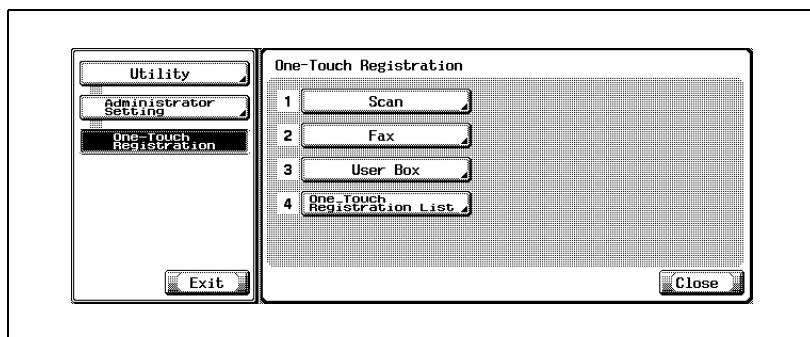 Utility
Administrator
Setting
One-Touch
Registration
Exit
One-Touch Registration
1 Scan
2 Fax
3 User Box
4 One-Touch
Registration List
Close